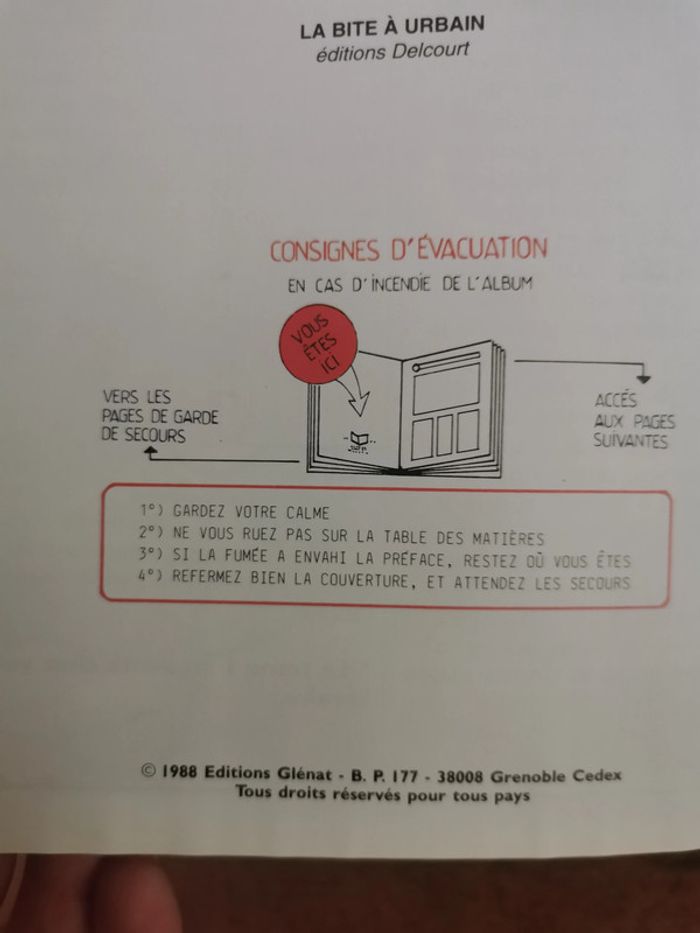 LA BITE À URBAIN
éditions Delcourt
CONSIGNES D'ÉVACUATION
EN CAS D'INCENDIE DE L'ALBUM
VOUS
ÊTES
ICI
VERS LES
PAGES DE GARDE
DE SECOURS
ACCÉS
AUX PAGES
SUIVANTES
1°) GARDEZ VOTRE CALME
2°) NE VOUS RUEZ PAS SUR LA TABLE DES MATIÈRES
3°) SI LA FUMÉE A ENVAHI LA PRÉFACE, RESTEZ OÙ VOUS ÊTES
4°) REFERMEZ BIEN LA COUVERTURE, ET ATTENDEZ LES SECOURS
© 1988 Editions Glénat - B. P. 177 - 38008 Grenoble Cedex
Tous droits réservés pour tous pays